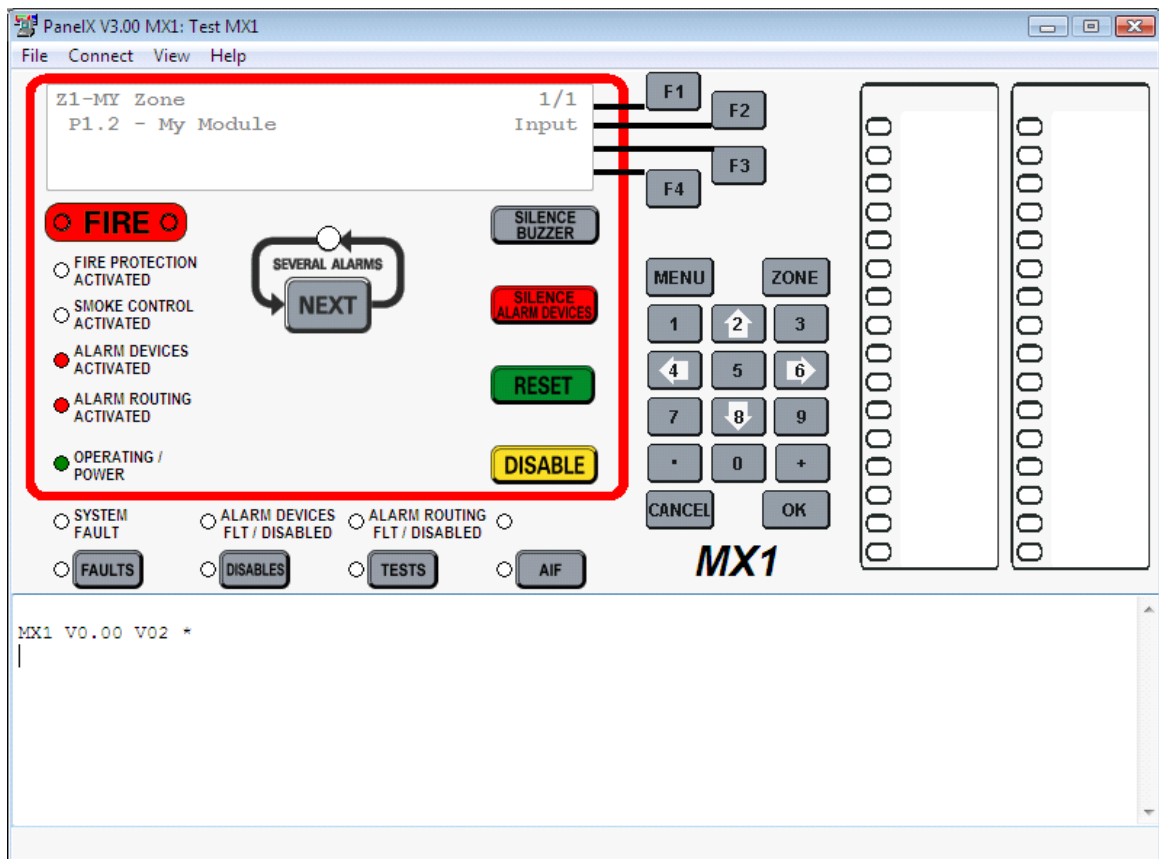 PanelX V3.00 MX1: Test MX1
File Connect View Help
Z1-MY Zone 1/1
P1.2 - My Module Input
F1
F2
F3
F4
FIRE
SILENCE
BUZZER
FIRE PROTECTION
ACTIVATED
SEVERAL ALARMS
NEXT
SMOKE CONTROL
ACTIVATED
SILENCE
ALARM DEVICES
ALARM DEVICES
ACTIVATED
RESET
ALARM ROUTING
ACTIVATED
OPERATING /
POWER
DISABLE
MENU ZONE
1 2 3
4 5 6
7 8 9
. 0 +
CANCEL OK
SYSTEM
FAULT
ALARM DEVICES
FLT / DISABLED
ALARM ROUTING
FLT / DISABLED
FAULTS DISABLES TESTS AIF
MX1
MX1 V0.00 V02 *